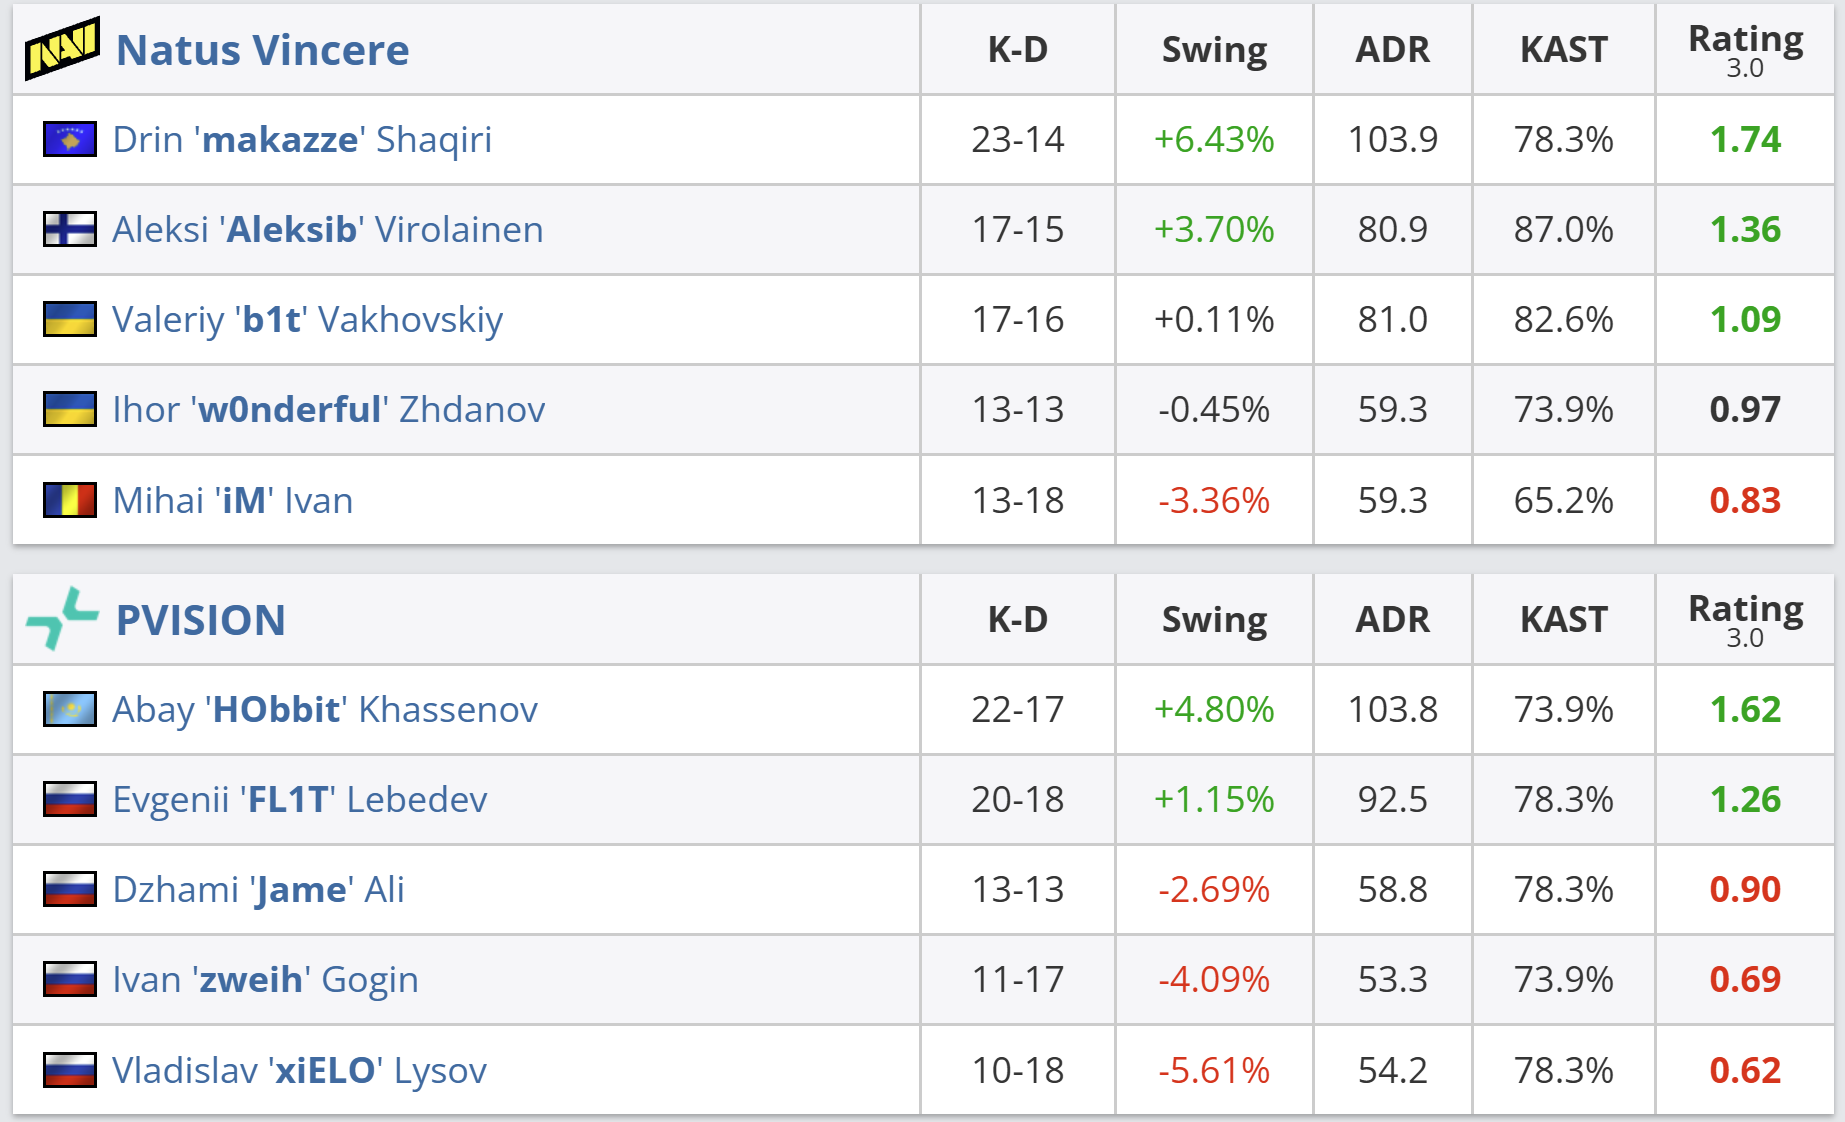 NAVI Natus Vincere K-D Swing ADR KAST Rating 3.0
Drin 'makazze' Shaqiri 23-14 +6.43% 103.9 78.3% 1.74
Aleksi 'Aleksib' Virolainen 17-15 +3.70% 80.9 87.0% 1.36
Valeriy 'b1t' Vakhovskiy 17-16 +0.11% 81.0 82.6% 1.09
Ihor 'w0nderful' Zhdanov 13-13 -0.45% 59.3 73.9% 0.97
Mihai 'iM' Ivan 13-18 -3.36% 59.3 65.2% 0.83
PVISION K-D Swing ADR KAST Rating 3.0
Abay 'HObbit' Khassenov 22-17 +4.80% 103.8 73.9% 1.62
Evgenii 'FL1T' Lebedev 20-18 +1.15% 92.5 78.3% 1.26
Dzhami 'Jame' Ali 13-13 -2.69% 58.8 78.3% 0.90
Ivan 'zweih' Gogin 11-17 -4.09% 53.3 73.9% 0.69
Vladislav 'xiELO' Lysov 10-18 -5.61% 54.2 78.3% 0.62